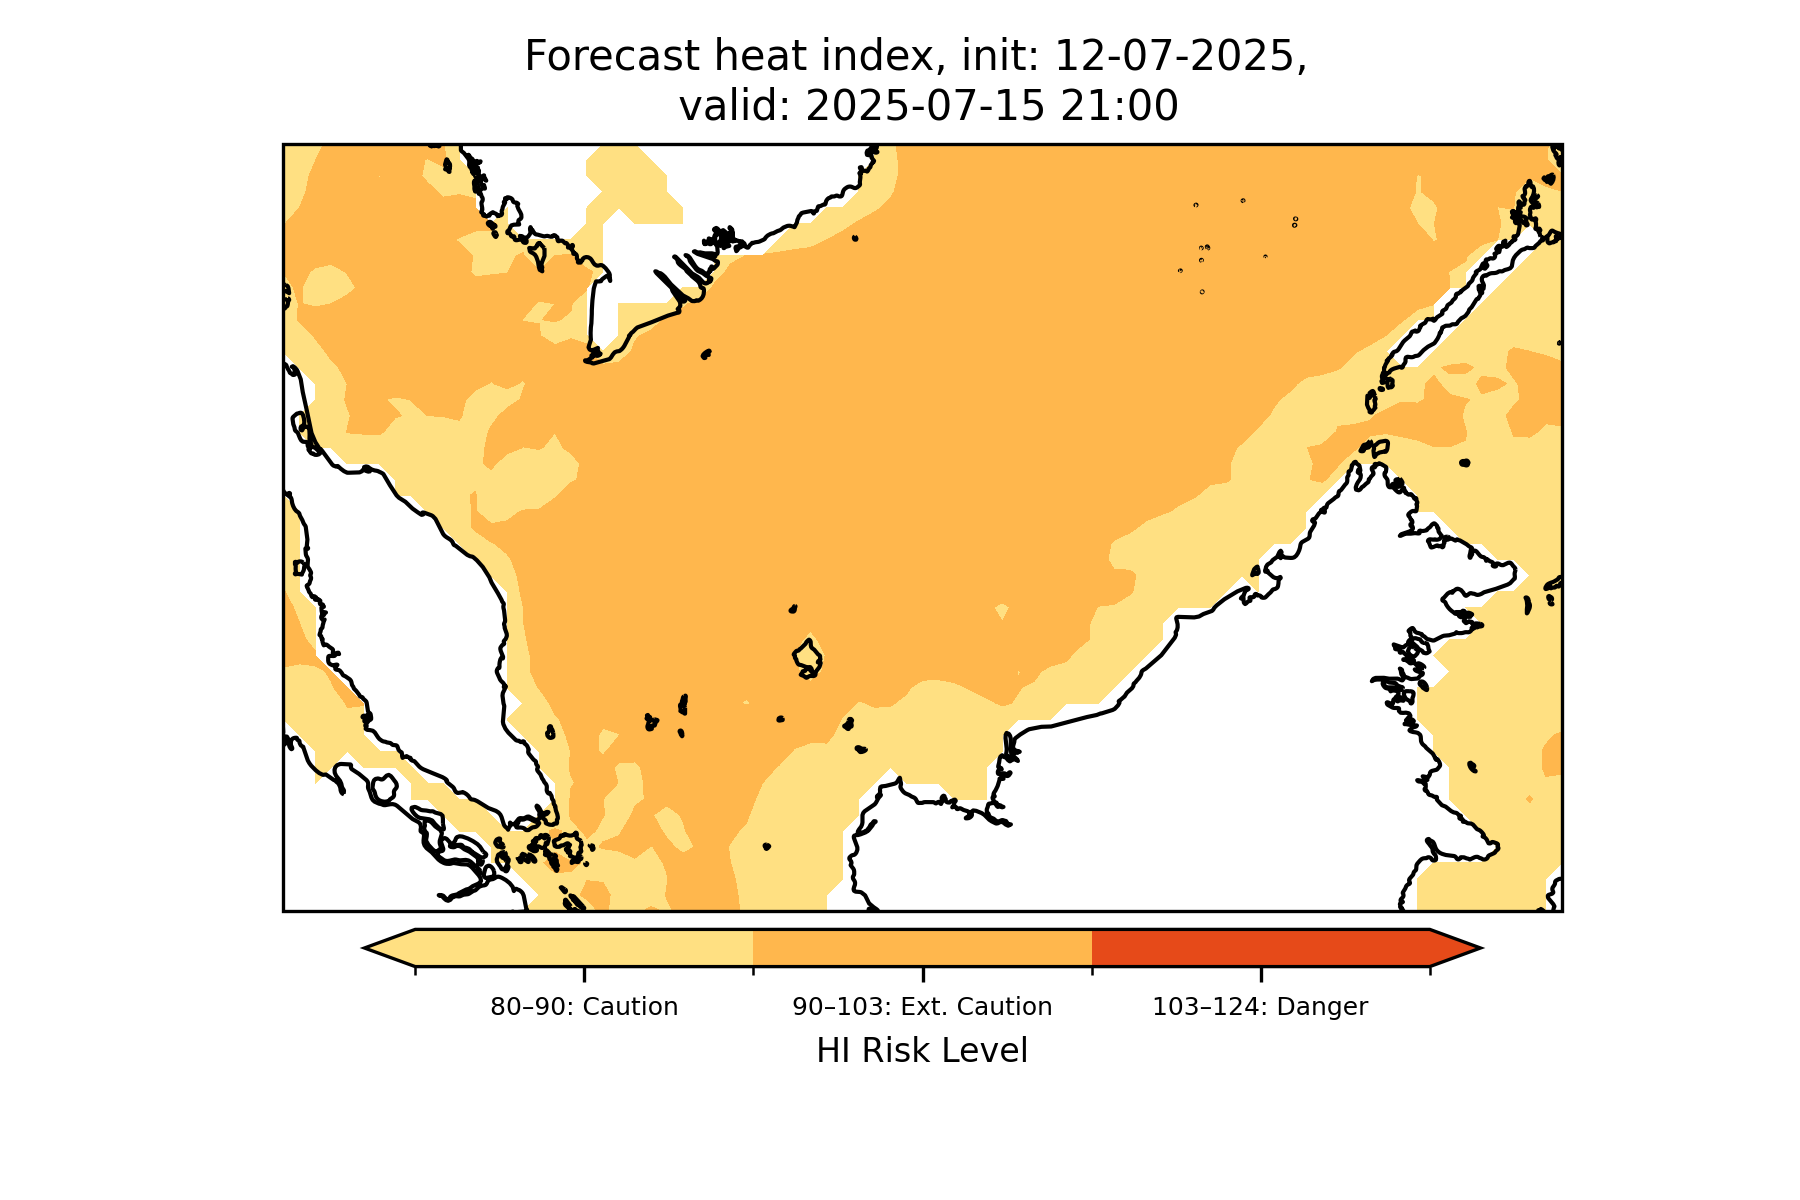 Forecast heat index, init: 12-07-2025,
valid: 2025-07-15 21:00
80–90: Caution
90–103: Ext. Caution
103–124: Danger
HI Risk Level